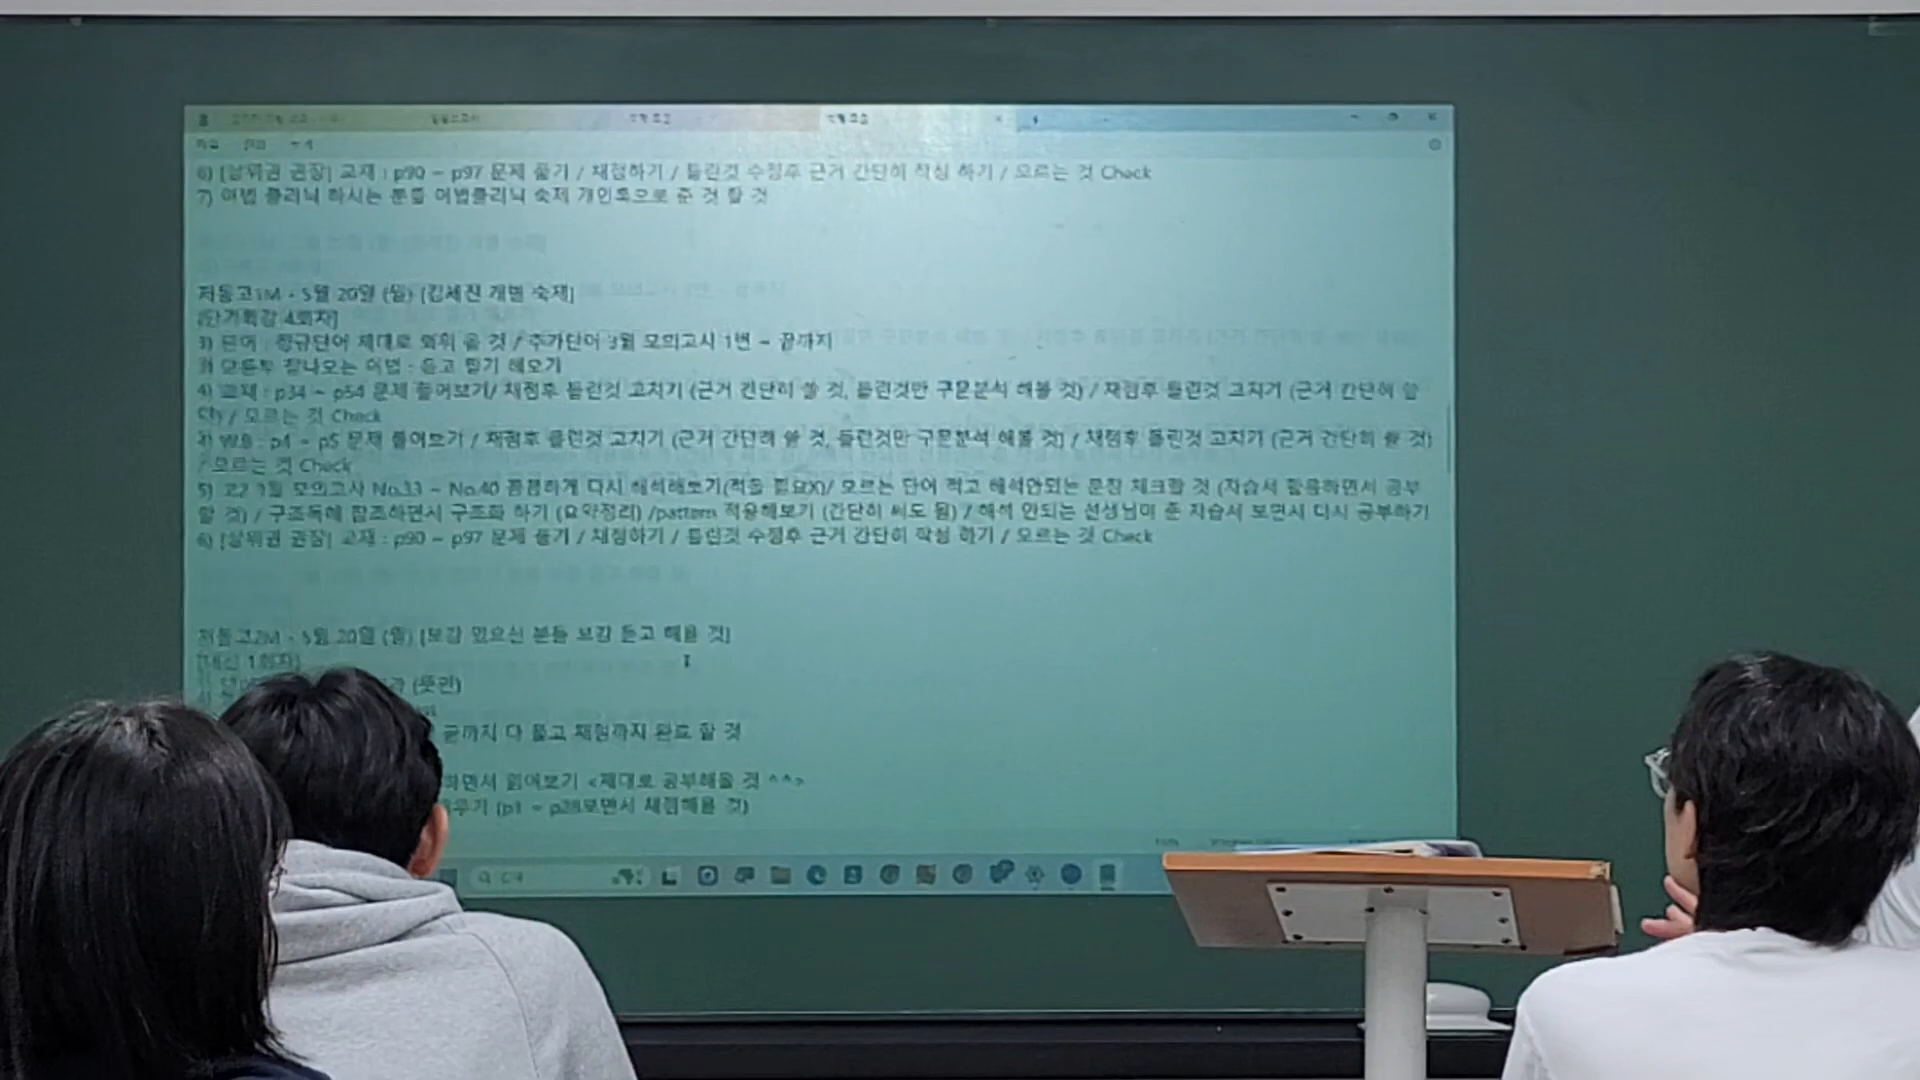 6) [상위권 권장] 교재 : p90 ~ p97 문제 풀기 / 채점하기 / 틀린것 수정후 근거 간단히 작성 하기 / 모르는 것 Check
7) 어법 클리닉 하시는 분들 어법클리닉 숙제 개인톡으로 준 것 할 것
저동고1M - 5월 20일 (월) [김세진 개별 숙제]
[단기특강 4회차]
단어 : 정규단어 제대로 외워 올 것 / 추가단어 3월 모의고사 1번 ~ 끝까지
잘나오는 어법 - 듣고 필기 해오기
4) 교재 : p34 ~ p54 문제 풀어보기/ 채점후 틀린것 고치기 (근거 간단히 쓸 것, 틀린것만 구문분석 해볼 것) / 채점후 틀린것 고치기 (근거 간단히 쓸
것) / 모르는 것 Check
4) W.B : p4 ~ p5 문제 풀어보기 / 채점후 틀린것 고치기 (근거 간단히 쓸 것, 틀린것만 구문분석 해볼 것) / 채점후 틀린것 고치기 (근거 간단히 쓸 것)
/ 모르는 것 Check
5) 고2 3월 모의고사 No.33 ~ No.40 꼼꼼하게 다시 해석해보기(적을 필요X)/ 모르는 단어 적고 해석안되는 문장 체크할 것 (자습서 활용하면서 공부
할 것) / 구조독해 참조하면서 구조화 하기 (요약정리) /pattern 적용해보기 (간단히 써도 됨) / 해석 안되는 선생님이 준 자습서 보면서 다시 공부하기
6) [상위권 권장] 교재 : p90 ~ p97 문제 풀기 / 채점하기 / 틀린것 수정후 근거 간단히 작성 하기 / 모르는 것 Check
저동고2M - 5월 20일 (월) [보강 있으신 분들 보강 듣고 해올 것]
[내신 1회차]
(뜻만)
끝까지 다 풀고 채점까지 완료 할 것
하면서 읽어보기 <제대로 공부해올 것 ^^>
(p1 ~ p28보면서 채점해올 것)